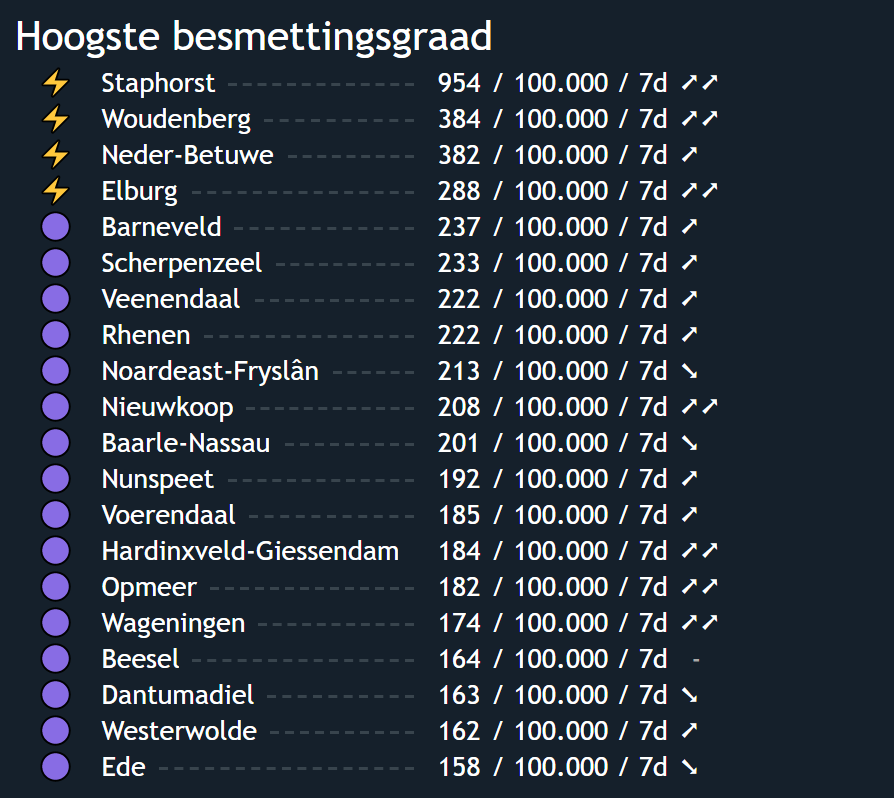 Hoogste besmettingsgraad
⚡ Staphorst 954 / 100.000 / 7d ➚➚
⚡ Woudenberg 384 / 100.000 / 7d ➚➚
⚡ Neder-Betuwe 382 / 100.000 / 7d ➚
⚡ Elburg 288 / 100.000 / 7d ➚➚
Barneveld 237 / 100.000 / 7d ➚
Scherpenzeel 233 / 100.000 / 7d ➚
Veenendaal 222 / 100.000 / 7d ➚
Rhenen 222 / 100.000 / 7d ➚
Noardeast-Fryslân 213 / 100.000 / 7d ➘
Nieuwkoop 208 / 100.000 / 7d ➚➚
Baarle-Nassau 201 / 100.000 / 7d ➘
Nunspeet 192 / 100.000 / 7d ➚
Voerendaal 185 / 100.000 / 7d ➚
Hardinxveld-Giessendam 184 / 100.000 / 7d ➚➚
Opmeer 182 / 100.000 / 7d ➚➚
Wageningen 174 / 100.000 / 7d ➚➚
Beesel 164 / 100.000 / 7d -
Dantumadiel 163 / 100.000 / 7d ➘
Westerwolde 162 / 100.000 / 7d ➚
Ede 158 / 100.000 / 7d ➘